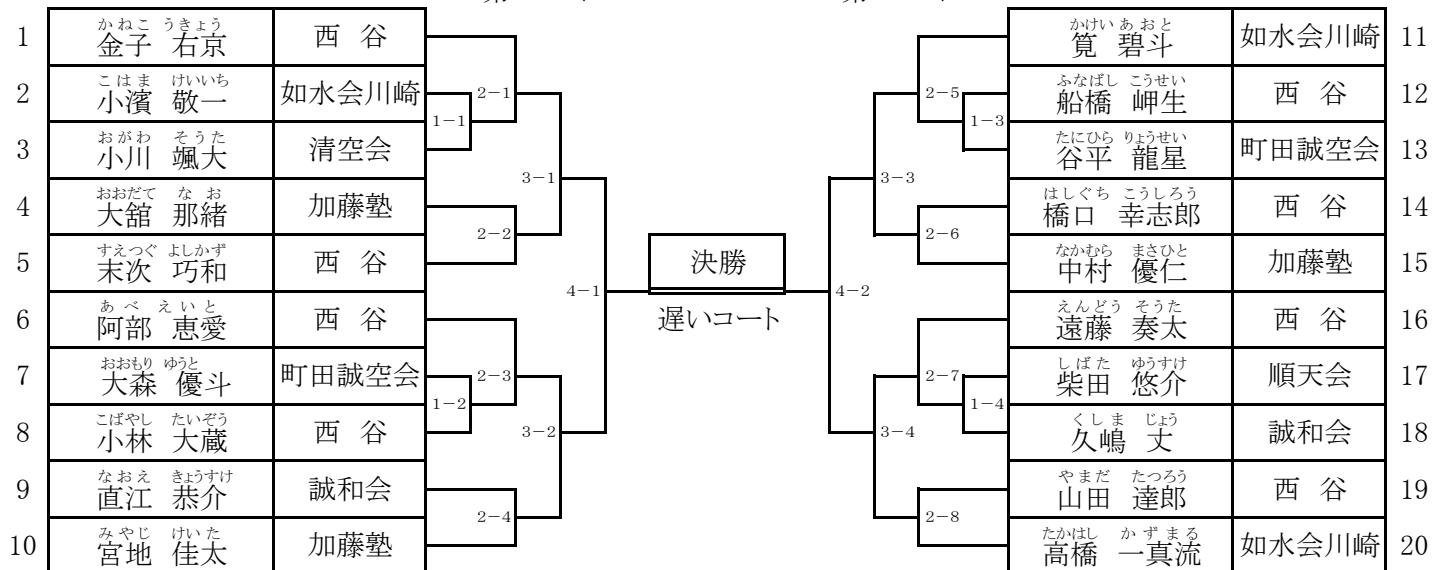 1 かねこ うきょう 金子 右京 西 谷
2 こはま けいいち 小濱 敬一 如水会川崎
3 おがわ そうた 小川 颯大 清空会
4 おおだて なお 大舘 那緒 加藤塾
5 すえつぐ よしかず 末次 巧和 西 谷
6 あべ えいと 阿部 恵愛 西 谷
7 おおもり ゆうと 大森 優斗 町田誠空会
8 こばやし たいぞう 小林 大蔵 西 谷
9 なおえ きょうすけ 直江 恭介 誠和会
10 みやじ けいた 宮地 佳太 加藤塾
1-1
1-2
2-1
2-2
2-3
2-4
3-1
3-2
4-1
決勝
遅いコート
4-2
3-3
3-4
2-5
2-6
2-7
2-8
1-3
1-4
かけい あおと 筧 碧斗 如水会川崎 11
ふなばし こうせい 船橋 岬生 西 谷 12
たにひら りょうせい 谷平 龍星 町田誠空会 13
はしぐち こうしろう 橋口 幸志郎 西 谷 14
なかむら まさひと 中村 優仁 加藤塾 15
えんどう そうた 遠藤 奏太 西 谷 16
しばた ゆうすけ 柴田 悠介 順天会 17
くしま じょう 久嶋 丈 誠和会 18
やまだ たつろう 山田 達郎 西 谷 19
たかはし かずまる 高橋 一真流 如水会川崎 20